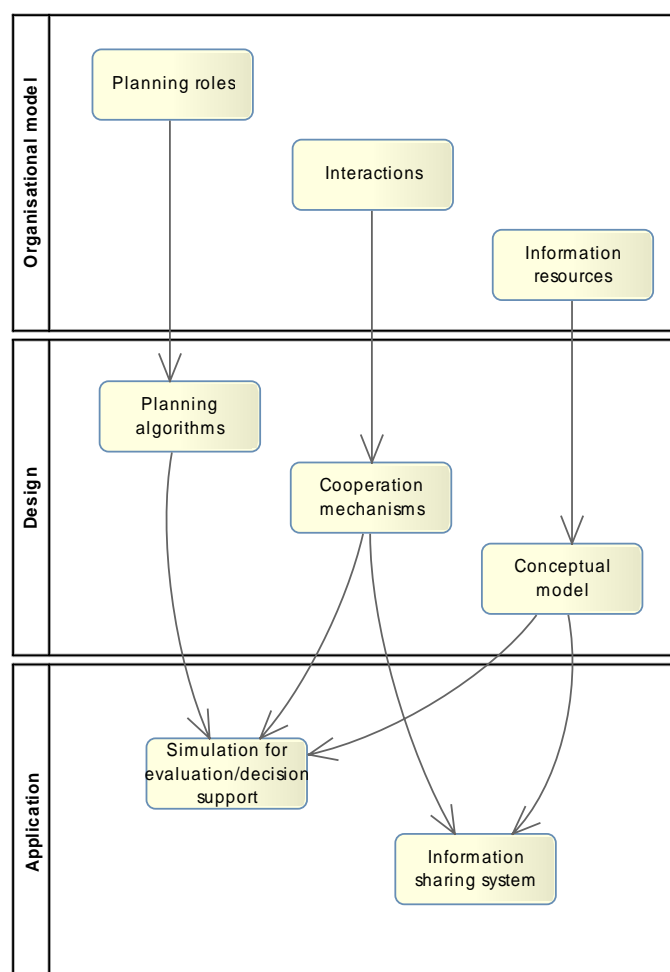 Organisational model
Planning roles
Interactions
Information
resources
Design
Planning
algorithms
Cooperation
mechanisms
Conceptual
model
Application
Simulation for
evaluation/decision
support
Information
sharing system